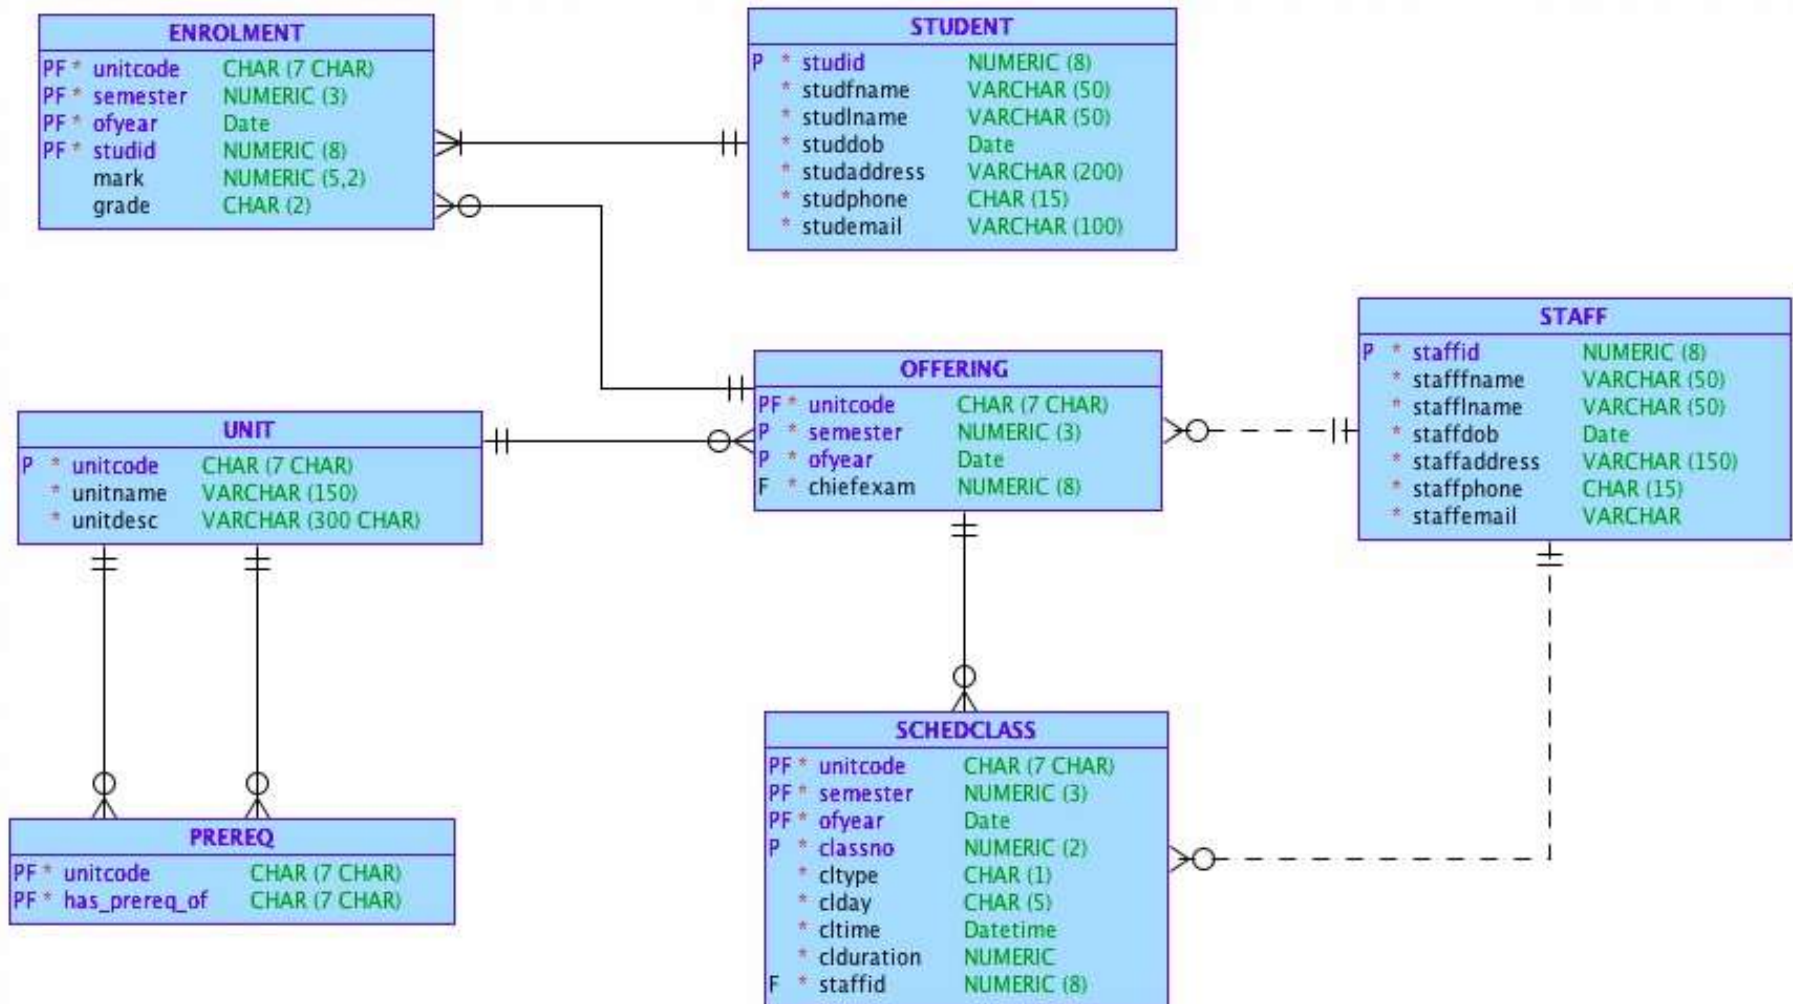 ENROLMENT
PF * unitcode CHAR (7 CHAR)
PF * semester NUMERIC (3)
PF * ofyear Date
PF * studid NUMERIC (8)
mark NUMERIC (5,2)
grade CHAR (2)
STUDENT
P * studid NUMERIC (8)
* studfname VARCHAR (50)
* studlname VARCHAR (50)
* studdob Date
* studaddress VARCHAR (200)
* studphone CHAR (15)
* studemail VARCHAR (100)
STAFF
P * staffid NUMERIC (8)
* stafffname VARCHAR (50)
* stafflname VARCHAR (50)
* staffdob Date
* staffaddress VARCHAR (150)
* staffphone CHAR (15)
* staffemail VARCHAR
OFFERING
PF * unitcode CHAR (7 CHAR)
P * semester NUMERIC (3)
P * ofyear Date
F * chiefexam NUMERIC (8)
UNIT
P * unitcode CHAR (7 CHAR)
* unitname VARCHAR (150)
* unitdesc VARCHAR (300 CHAR)
SCHEDCLASS
PF * unitcode CHAR (7 CHAR)
PF * semester NUMERIC (3)
PF * ofyear Date
P * classno NUMERIC (2)
* cltype CHAR (1)
* clday CHAR (5)
* cltime Datetime
* clduration NUMERIC
F * staffid NUMERIC (8)
PREREQ
PF * unitcode CHAR (7 CHAR)
PF * has_prereq_of CHAR (7 CHAR)